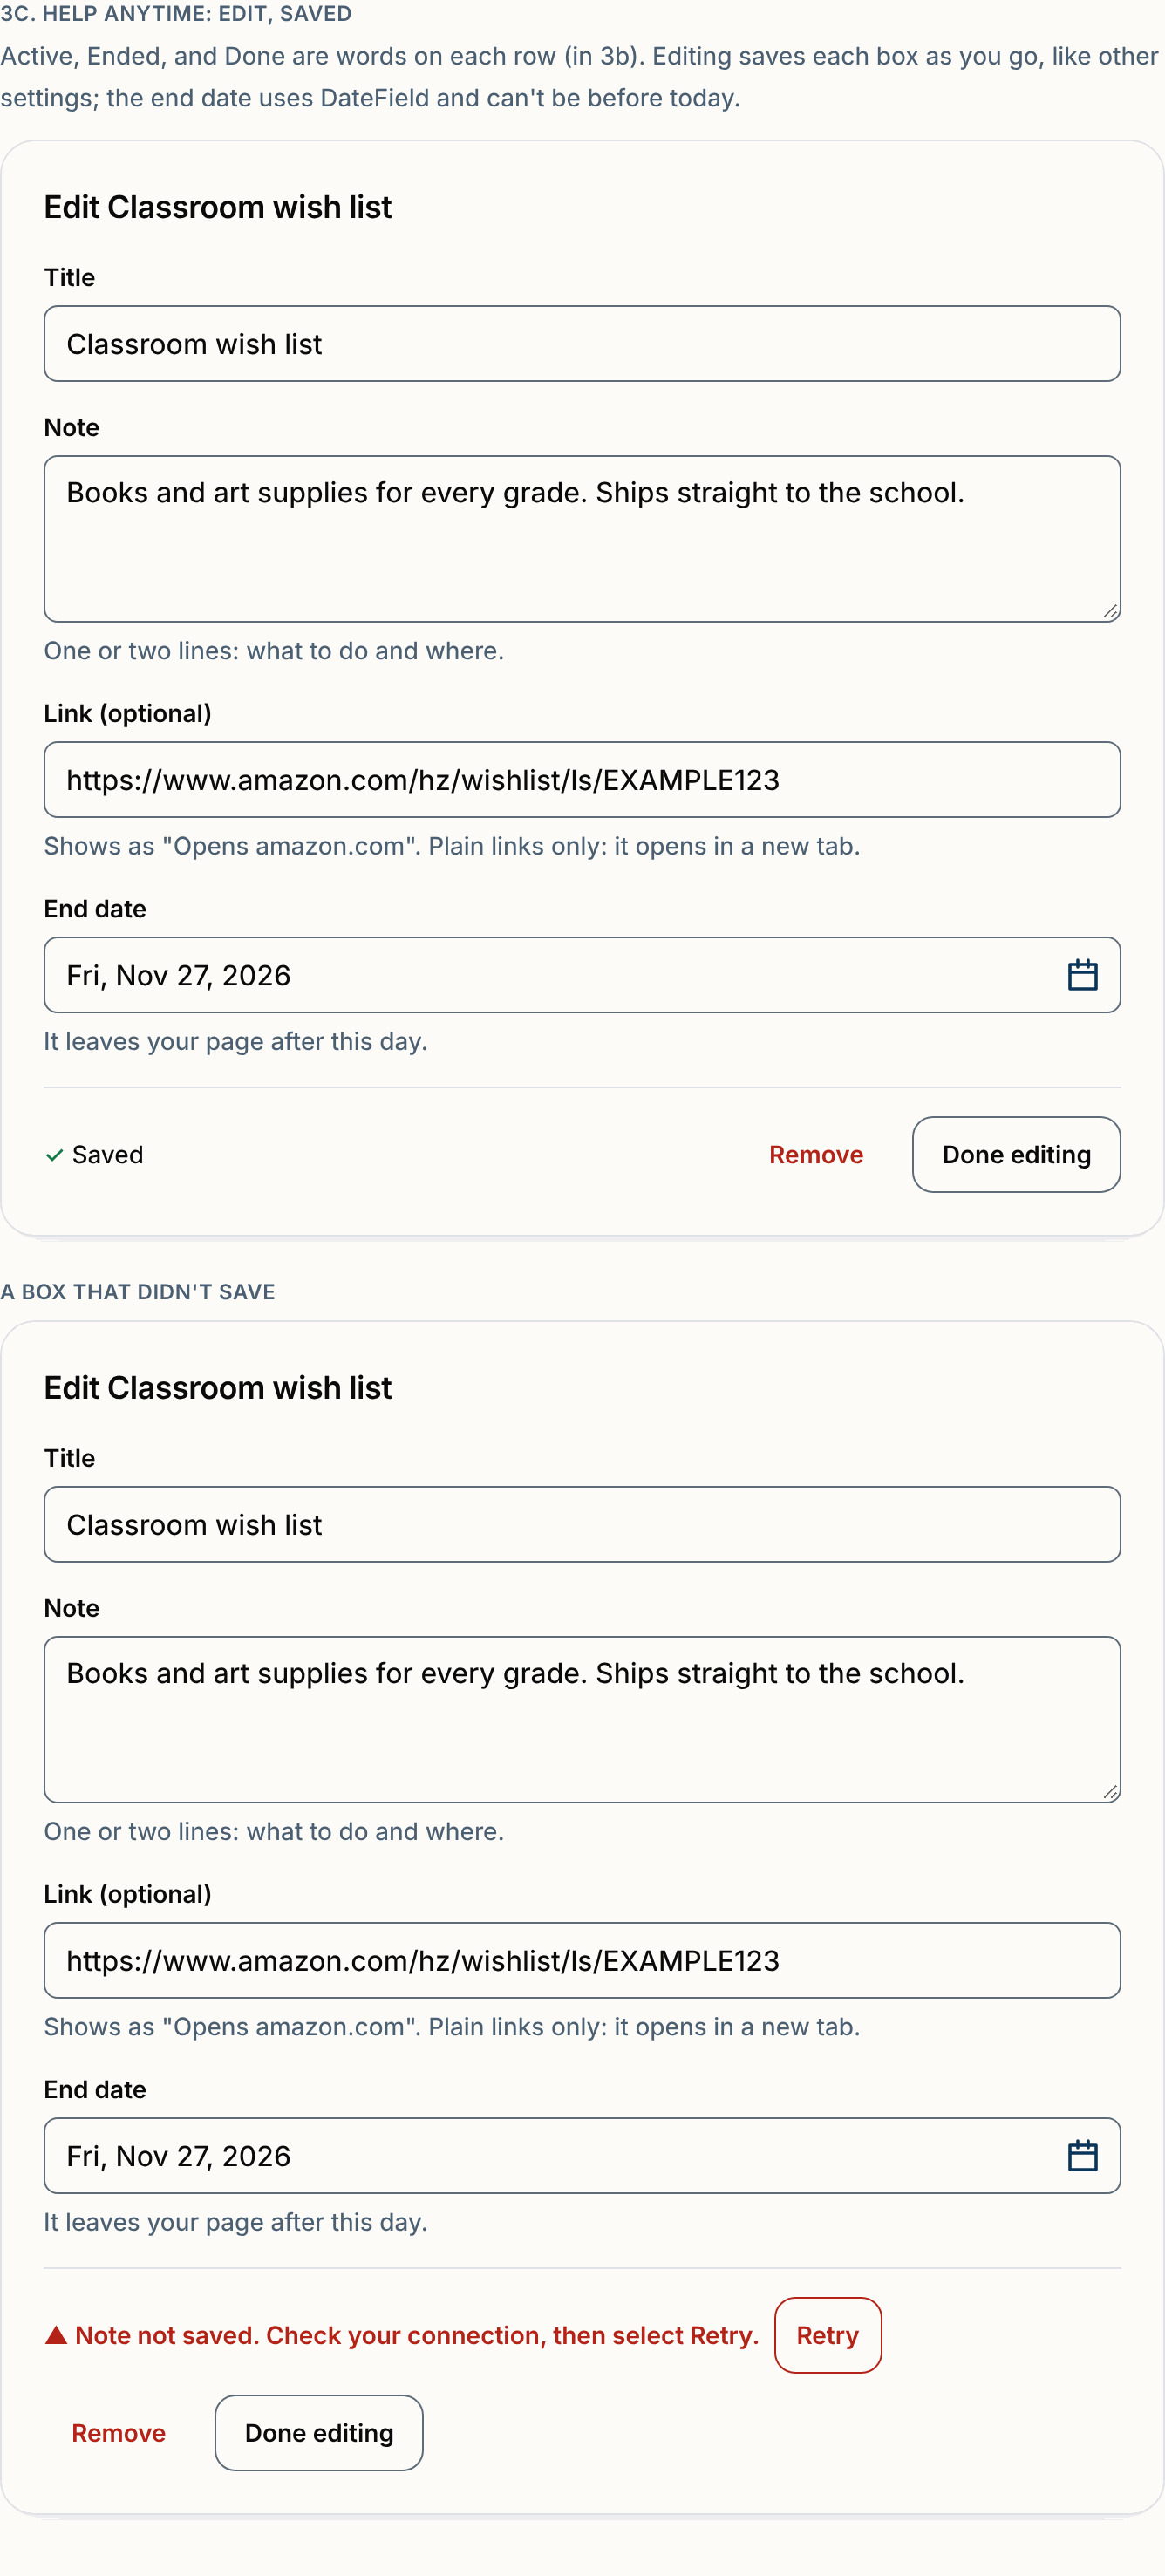 3C. HELP ANYTIME: EDIT, SAVED
Active, Ended, and Done are words on each row (in 3b). Editing saves each box as you go, like other
settings; the end date uses DateField and can't be before today.
Edit Classroom wish list
Title
Classroom wish list
Note
Books and art supplies for every grade. Ships straight to the school.
One or two lines: what to do and where.
Link (optional)
https://www.amazon.com/hz/wishlist/ls/EXAMPLE123
Shows as "Opens amazon.com". Plain links only: it opens in a new tab.
End date
Fri, Nov 27, 2026
It leaves your page after this day.
Saved Remove Done editing
A BOX THAT DIDN'T SAVE
Edit Classroom wish list
Title
Classroom wish list
Note
Books and art supplies for every grade. Ships straight to the school.
One or two lines: what to do and where.
Link (optional)
https://www.amazon.com/hz/wishlist/ls/EXAMPLE123
Shows as "Opens amazon.com". Plain links only: it opens in a new tab.
End date
Fri, Nov 27, 2026
It leaves your page after this day.
Note not saved. Check your connection, then select Retry. Retry
Remove Done editing